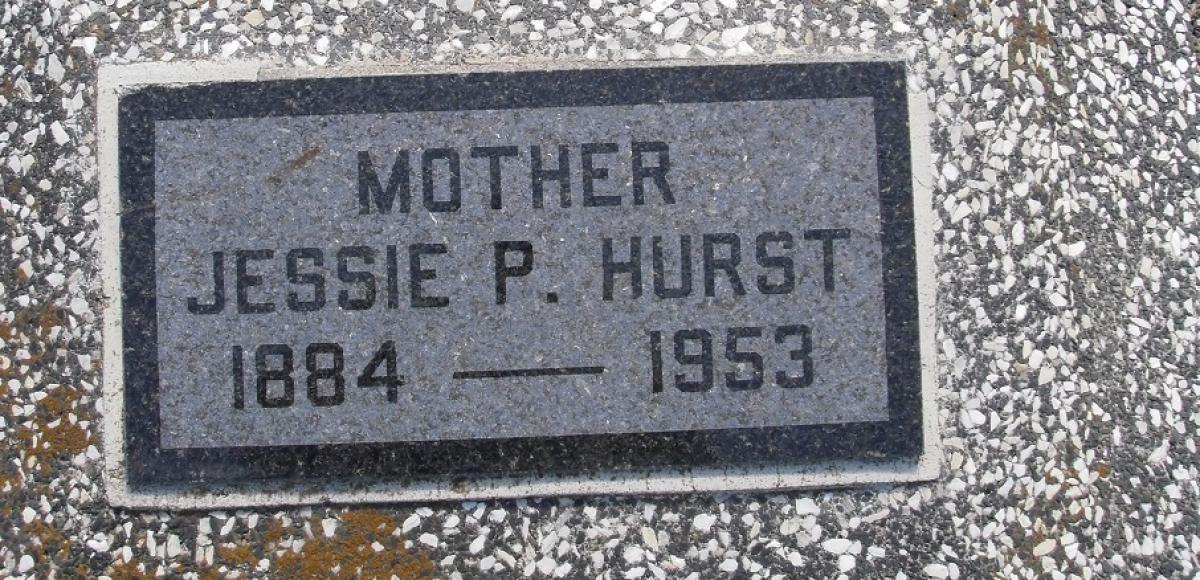 MOTHER
JESSIE P. HURST
1884 — 1953